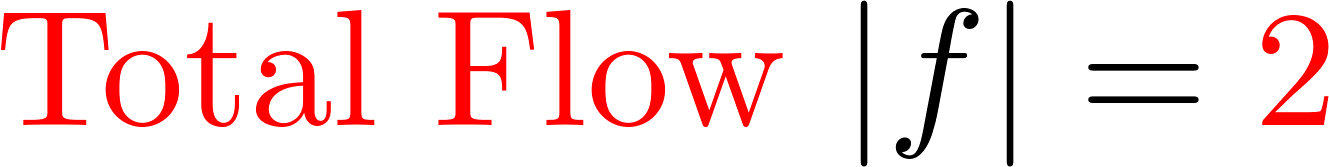 Total Flow |f| = 2